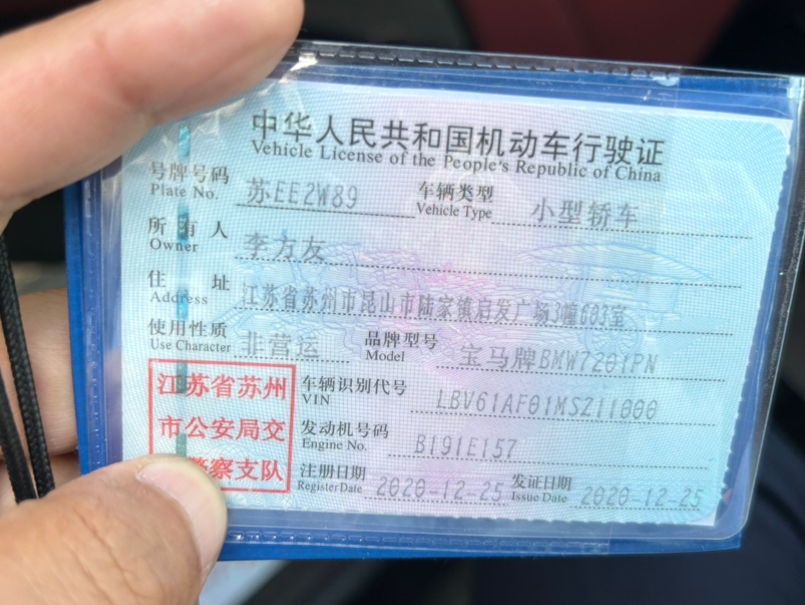 中华人民共和国机动车行驶证
Vehicle License of the People's Republic of China
号牌号码 苏EE2W89 车辆类型 小型轿车
Plate No. Vehicle Type
所有人 李方友
Owner
住址 江苏省苏州市昆山市陆家镇启发广场3幢603室
Address
使用性质 非营运 品牌型号 宝马牌BMW7201PN
Use Character Model
江苏省苏州
市公安局交
警察支队
车辆识别代号 LBV61AF01MSZ11000
VIN
发动机号码 B191E157
Engine No.
注册日期 2020-12-25 发证日期 2020-12-25
Register Date Issue Date